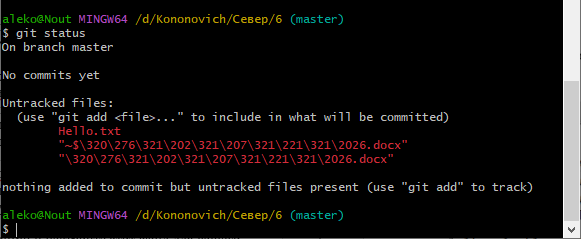 aleko@Nout MINGW64 /d/Kononovich/Север/6 (master)
$ git status
On branch master
No commits yet
Untracked files:
(use "git add <file>..." to include in what will be committed)
Hello.txt
"~$\320\276\321\202\321\207\321\221\321\2026.docx"
"\320\276\321\202\321\207\321\221\321\2026.docx"
nothing added to commit but untracked files present (use "git add" to track)
aleko@Nout MINGW64 /d/Kononovich/Север/6 (master)
$